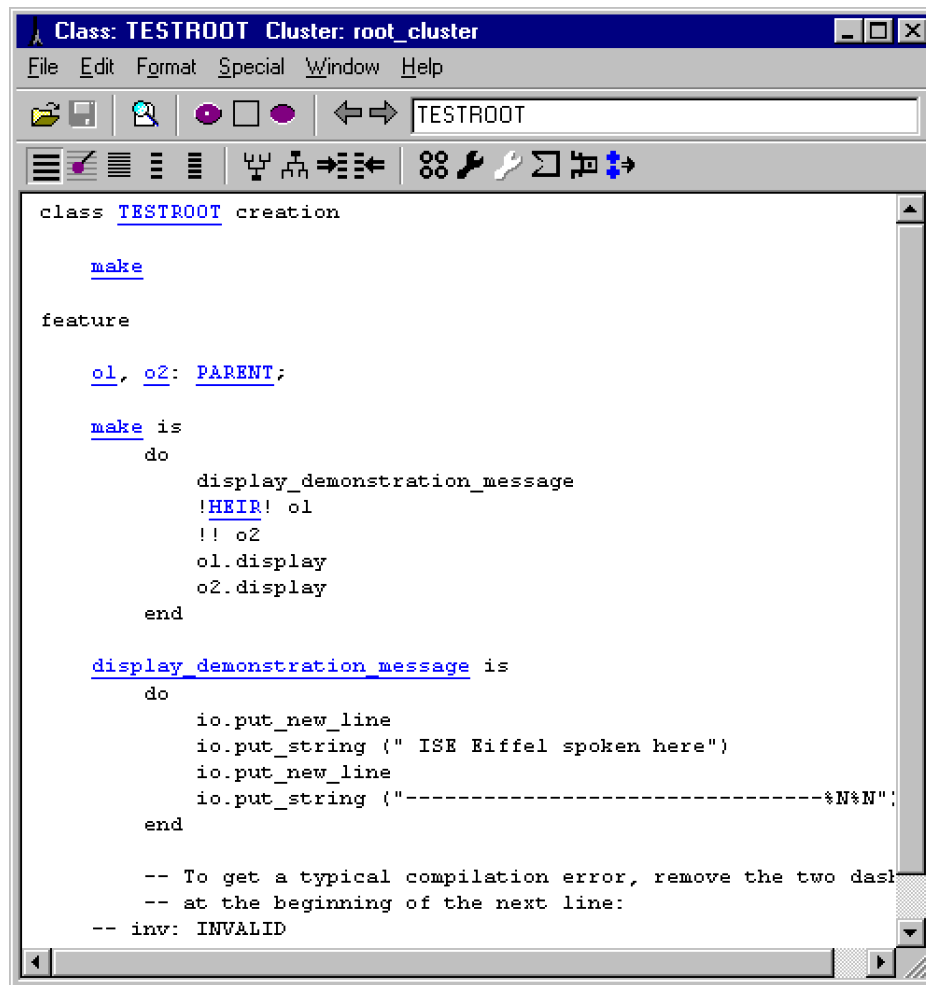 Class: TESTROOT Cluster: root_cluster
File Edit Format Special Window Help
TESTROOT
class TESTROOT creation
make
feature
o1, o2: PARENT;
make is
do
display_demonstration_message
!HEIR! o1
!! o2
o1.display
o2.display
end
display_demonstration_message is
do
io.put_new_line
io.put_string (" ISE Eiffel spoken here")
io.put_new_line
io.put_string ("--------------------------------%N%N")
end
-- To get a typical compilation error, remove the two dash
-- at the beginning of the next line:
-- inv: INVALID